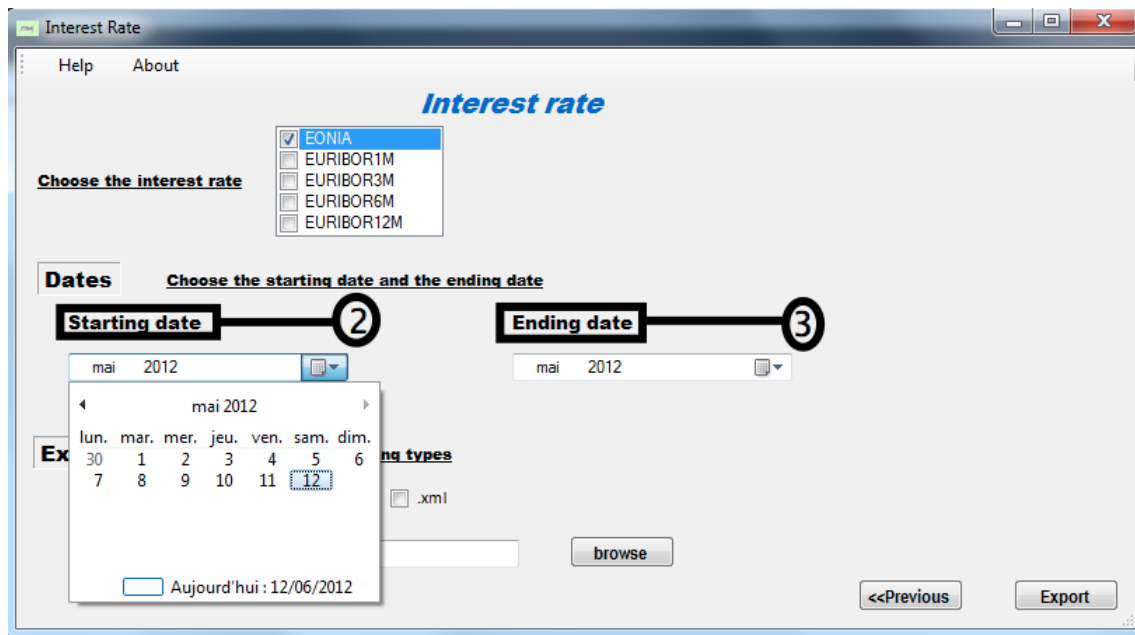 Interest Rate
Help About
Interest rate
EONIA
EURIBOR1M
Choose the interest rate
EURIBOR3M
EURIBOR6M
EURIBOR12M
Dates Choose the starting date and the ending date
Starting date 2 Ending date 3
mai 2012 mai 2012
mai 2012
lun. mar. mer. jeu. ven. sam. dim.
30 1 2 3 4 5 6
7 8 9 10 11 12
Ex ng types
.xml
browse
Aujourd'hui : 12/06/2012
<<Previous Export